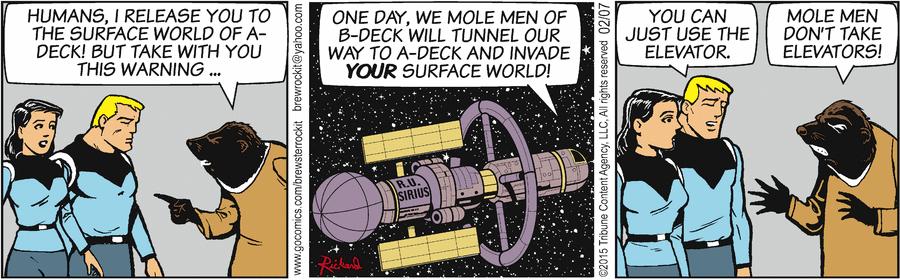 HUMANS, I RELEASE YOU TO
THE SURFACE WORLD OF A-
DECK! BUT TAKE WITH YOU
THIS WARNING ...
www.gocomics.com/brewsterrockit brewrockit@yahoo.com
ONE DAY, WE MOLE MEN OF
B-DECK WILL TUNNEL OUR
WAY TO A-DECK AND INVADE
YOUR SURFACE WORLD!
R.U.
SIRIUS
Rickard
©2015 Tribune Content Agency, LLC, All rights reserved 02/07
YOU CAN
JUST USE THE
ELEVATOR.
MOLE MEN
DON'T TAKE
ELEVATORS!